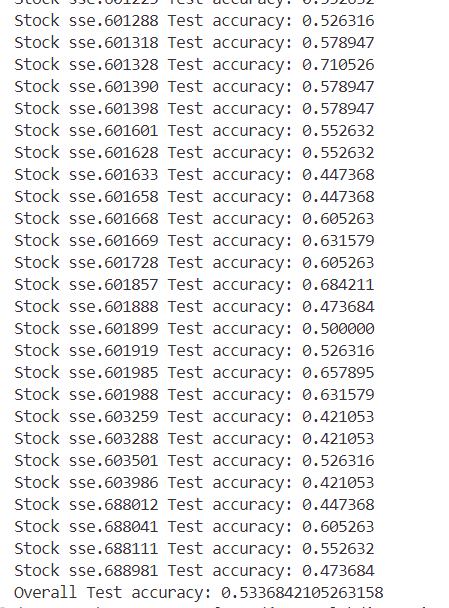 Stock sse.601288 Test accuracy: 0.526316
Stock sse.601318 Test accuracy: 0.578947
Stock sse.601328 Test accuracy: 0.710526
Stock sse.601390 Test accuracy: 0.578947
Stock sse.601398 Test accuracy: 0.578947
Stock sse.601601 Test accuracy: 0.552632
Stock sse.601628 Test accuracy: 0.552632
Stock sse.601633 Test accuracy: 0.447368
Stock sse.601658 Test accuracy: 0.447368
Stock sse.601668 Test accuracy: 0.605263
Stock sse.601669 Test accuracy: 0.631579
Stock sse.601728 Test accuracy: 0.605263
Stock sse.601857 Test accuracy: 0.684211
Stock sse.601888 Test accuracy: 0.473684
Stock sse.601899 Test accuracy: 0.500000
Stock sse.601919 Test accuracy: 0.526316
Stock sse.601985 Test accuracy: 0.657895
Stock sse.601988 Test accuracy: 0.631579
Stock sse.603259 Test accuracy: 0.421053
Stock sse.603288 Test accuracy: 0.421053
Stock sse.603501 Test accuracy: 0.526316
Stock sse.603986 Test accuracy: 0.421053
Stock sse.688012 Test accuracy: 0.447368
Stock sse.688041 Test accuracy: 0.605263
Stock sse.688111 Test accuracy: 0.552632
Stock sse.688981 Test accuracy: 0.473684
Overall Test accuracy: 0.5336842105263158